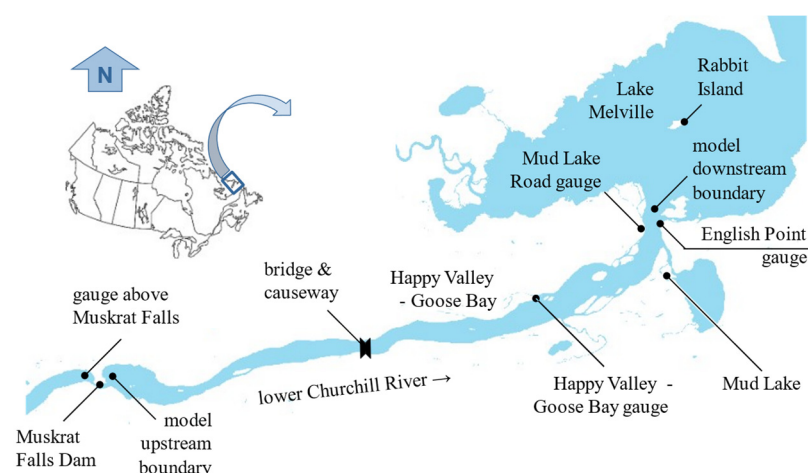 N
Rabbit
Island
Lake
Melville
model
downstream
boundary
Mud Lake
Road gauge
English Point
gauge
bridge &
causeway
Happy Valley
- Goose Bay
gauge above
Muskrat Falls
lower Churchill River →
Happy Valley -
Goose Bay gauge
Mud Lake
model
upstream
boundary
Muskrat
Falls Dam